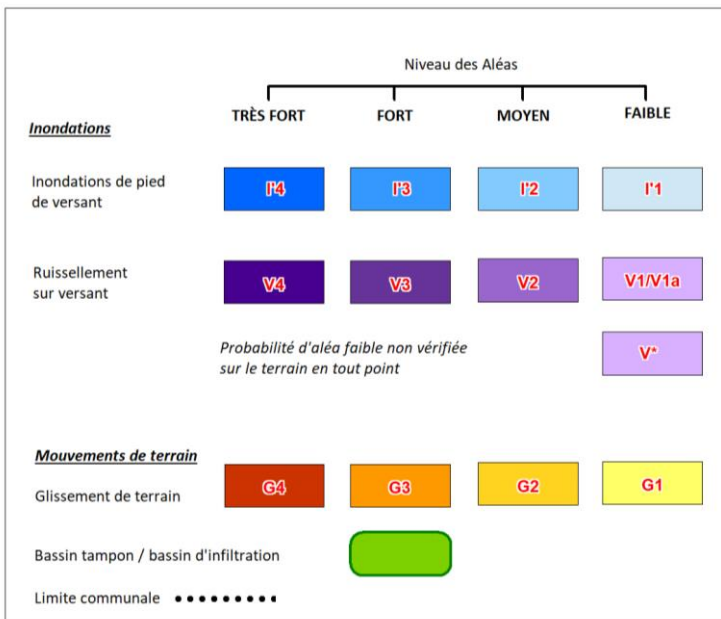 Niveau des Aléas
TRÈS FORT FORT MOYEN FAIBLE
Inondations
Inondations de pied
de versant
I'4 I'3 I'2 I'1
Ruissellement
sur versant
V4 V3 V2 V1/V1a
Probabilité d'aléa faible non vérifiée
sur le terrain en tout point
V*
Mouvements de terrain
Glissement de terrain
G4 G3 G2 G1
Bassin tampon / bassin d'infiltration
Limite communale